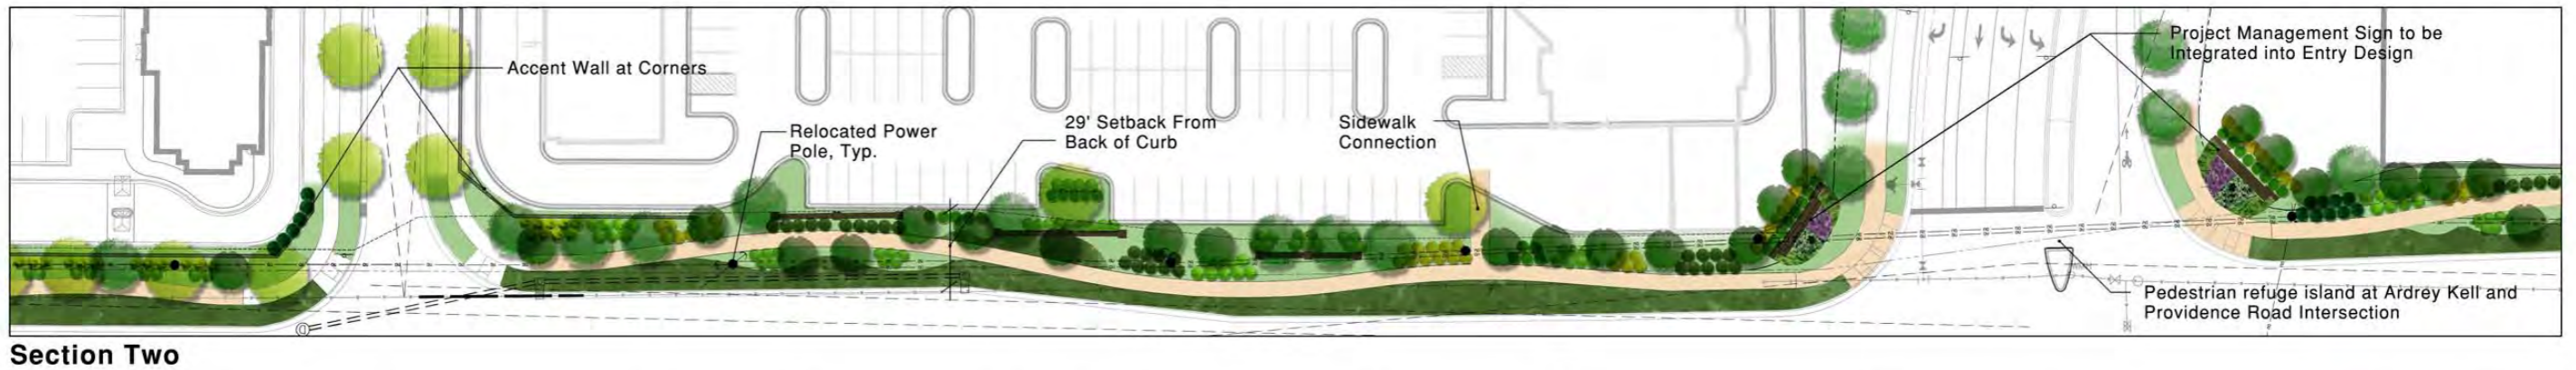 Accent Wall at Corners
Relocated Power
Pole, Typ.
29' Setback From
Back of Curb
Sidewalk
Connection
Project Management Sign to be
Integrated into Entry Design
Pedestrian refuge island at Ardrey Kell and
Providence Road Intersection
Section Two